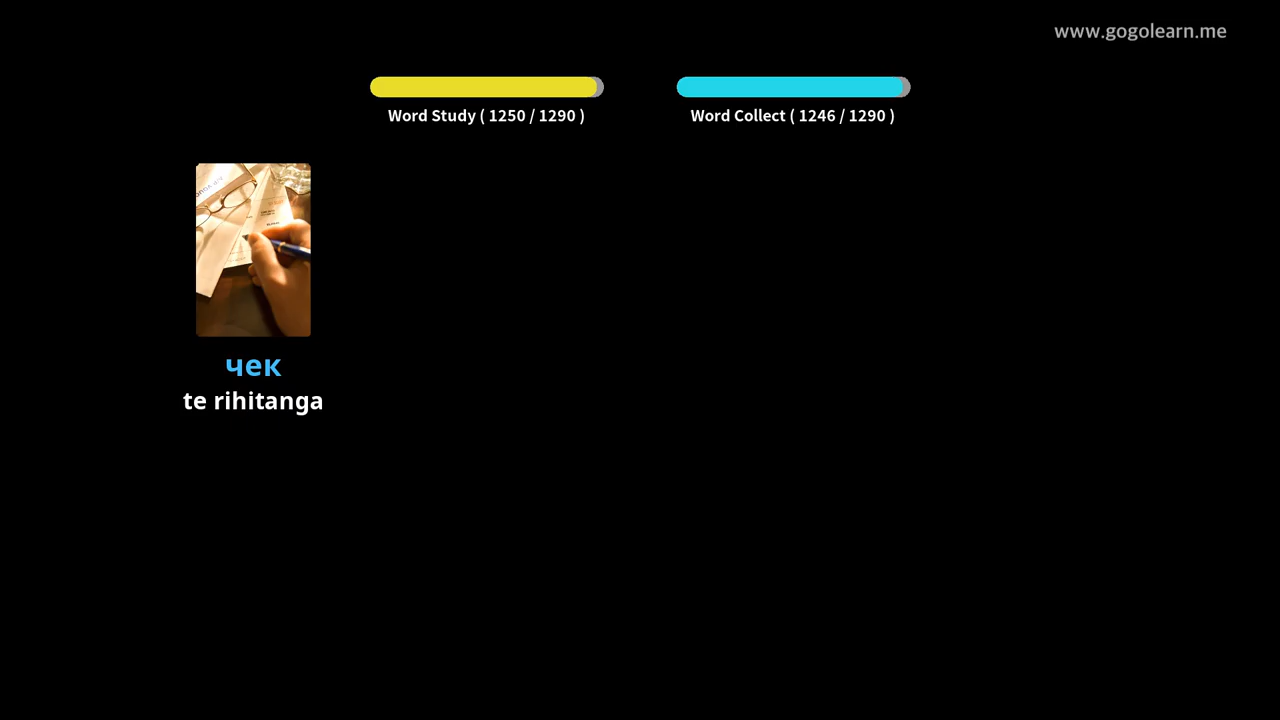 www.gogolearn.me
Word Study ( 1250 / 1290 )
Word Collect ( 1246 / 1290 )
чек
te rihitanga